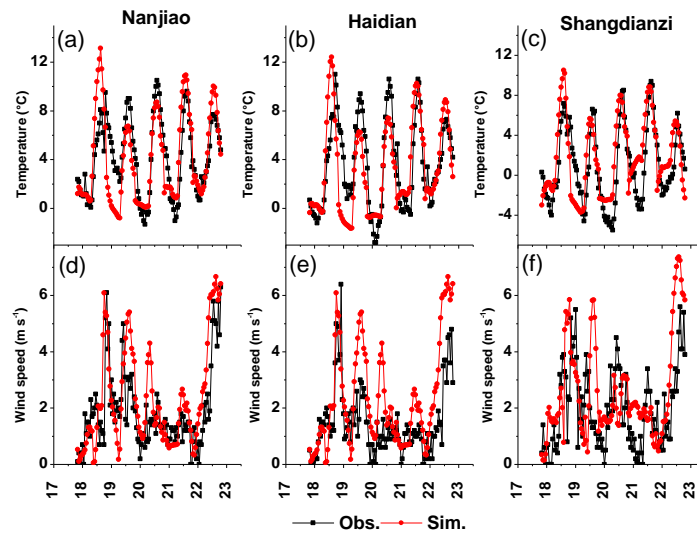 Nanjiao
Haidian
Shangdianzi
(a)
(b)
(c)
Temperature (°C)
12
8
4
0
Temperature (°C)
12
8
4
0
Temperature (°C)
12
8
4
0
-4
(d)
(e)
(f)
Wind speed (m s⁻¹)
6
4
2
0
Wind speed (m s⁻¹)
6
4
2
0
Wind speed (m s⁻¹)
6
4
2
0
17 18 19 20 21 22 23
17 18 19 20 21 22 23
17 18 19 20 21 22 23
Obs. Sim.